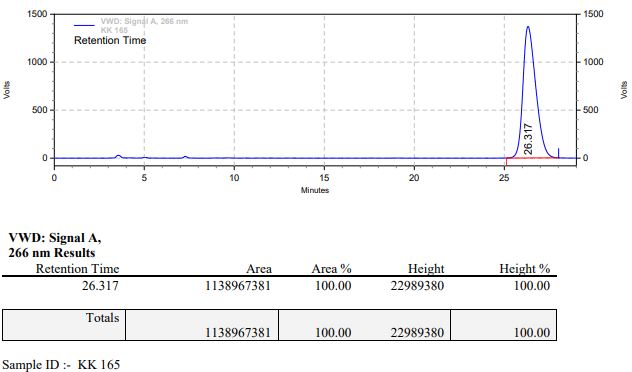 1500
1500
VWD: Signal A, 266 nm
KK 165
Retention Time
1000
1000
Volts
Volts
500
500
26.317
0
0
0 5 10 15 20 25
Minutes
VWD: Signal A,
266 nm Results
Retention Time Area Area % Height Height %
26.317 1138967381 100.00 22989380 100.00
Totals
1138967381 100.00 22989380 100.00
Sample ID :- KK 165